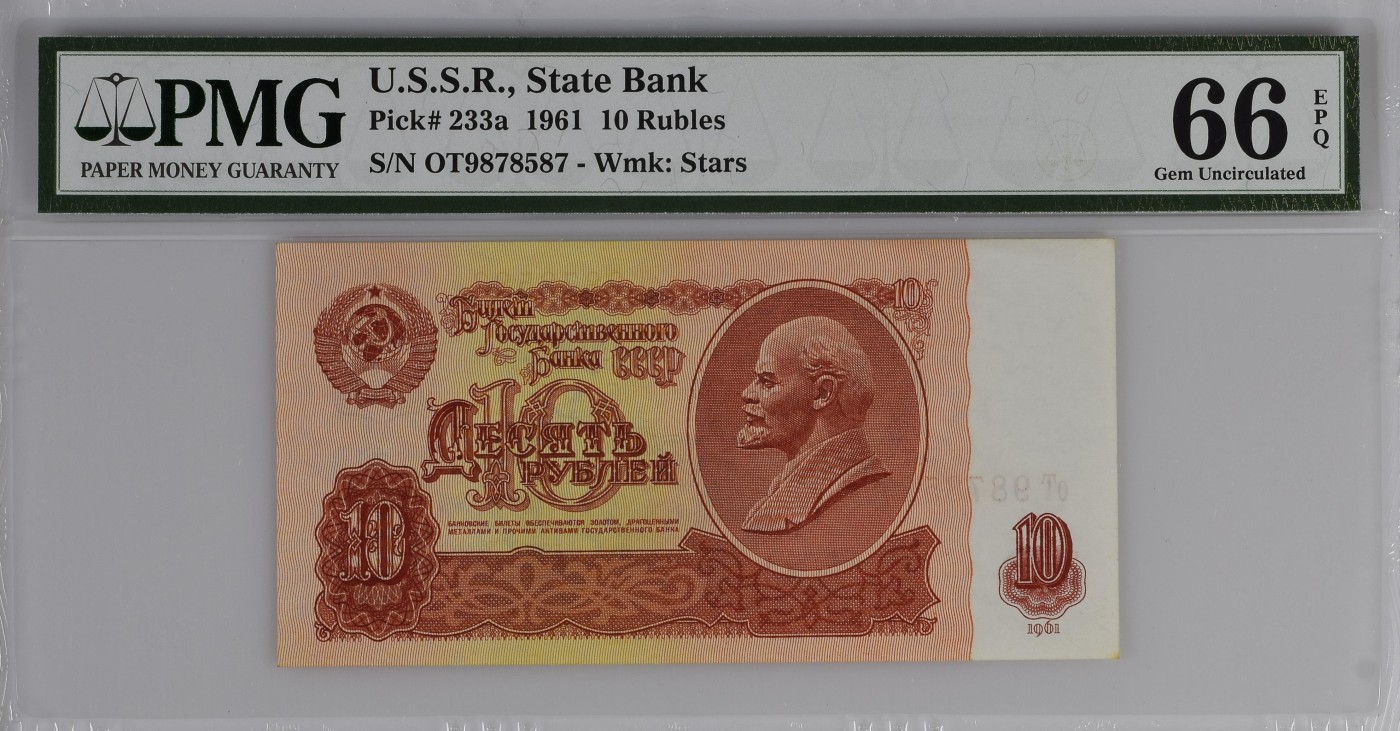 PMG
PAPER MONEY GUARANTY
U.S.S.R., State Bank
Pick# 233a 1961 10 Rubles
S/N OT9878587 - Wmk: Stars
66
EPQ
Gem Uncirculated
Билет
Государственного
Банка СССР
10
10
Десять
рублей
БАНКОВСКИЕ БИЛЕТЫ ОБЕСПЕЧИВАЮТСЯ ЗОЛОТОМ, ДРАГОЦЕННЫМИ
МЕТАЛЛАМИ И ПРОЧИМИ АКТИВАМИ ГОСУДАРСТВЕННОГО БАНКА
10
10
1961